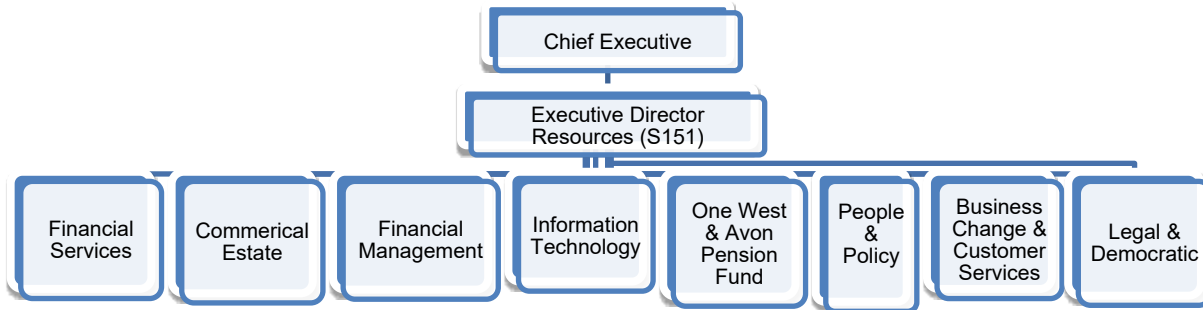 Chief Executive
Executive Director
Resources (S151)
Financial
Services
Commerical
Estate
Financial
Management
Information
Technology
One West
& Avon
Pension
Fund
People
&
Policy
Business
Change &
Customer
Services
Legal &
Democratic